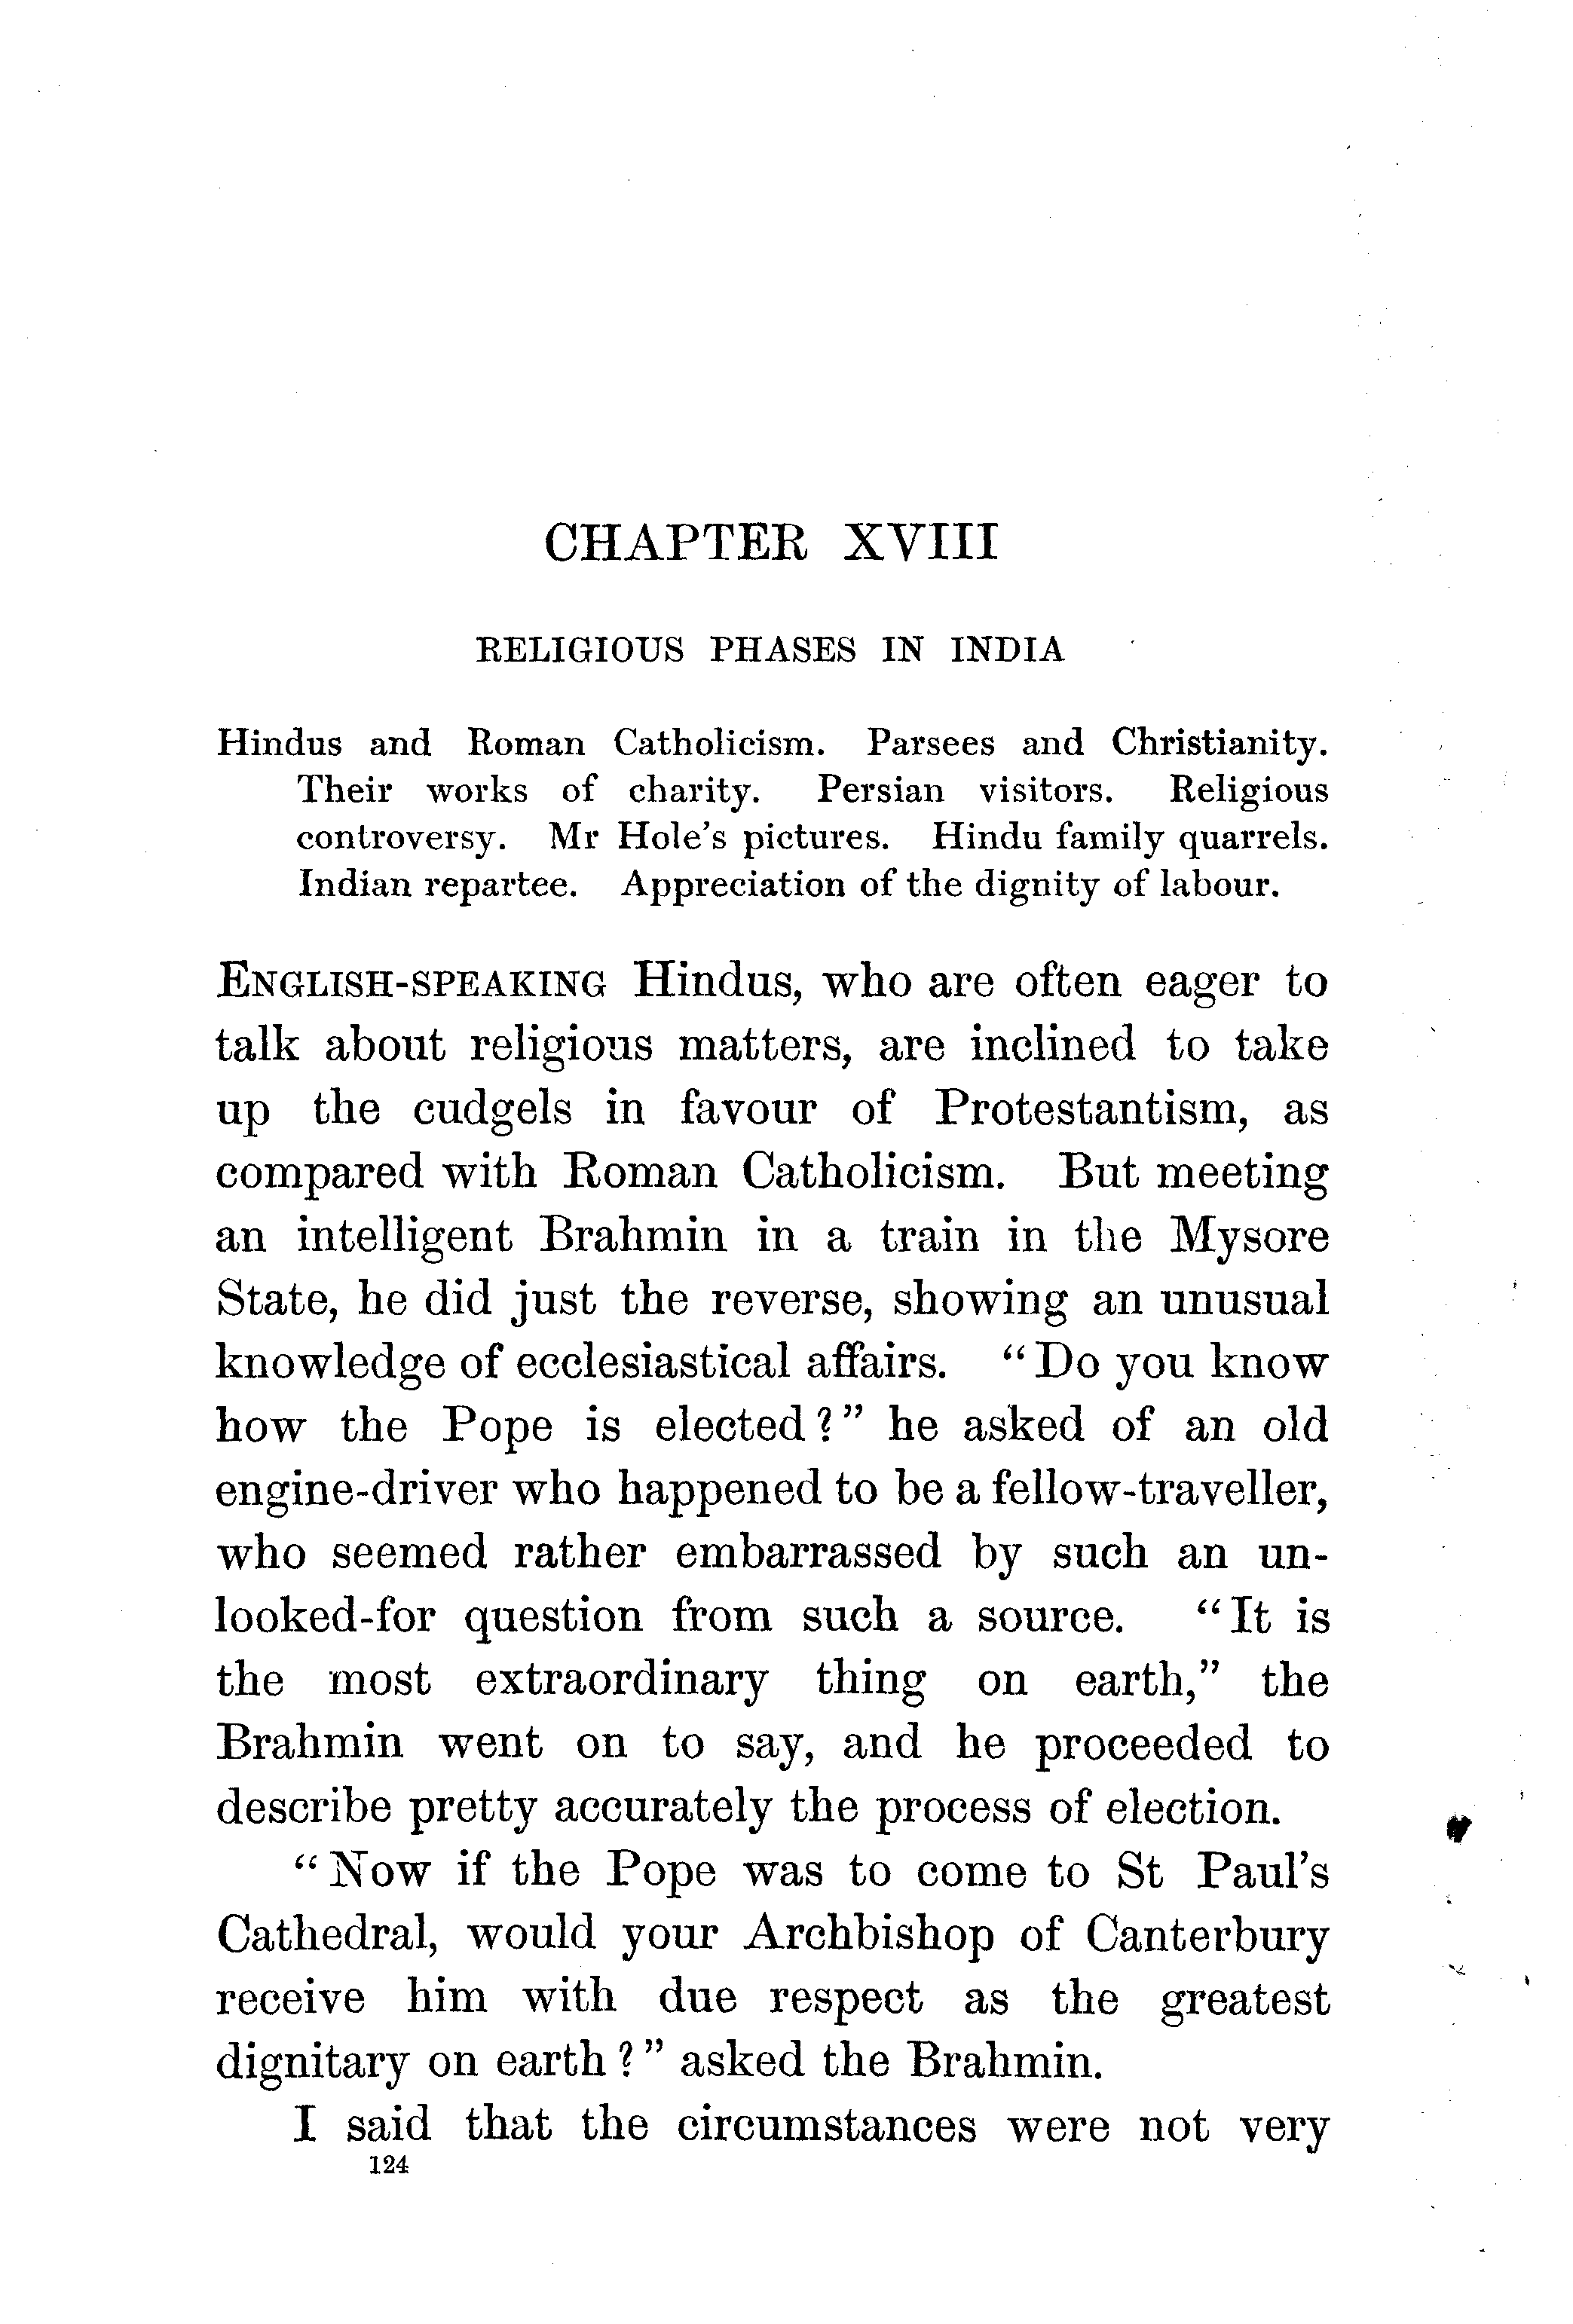 CHAPTER XVIII
RELIGIOUS PHASES IN INDIA
Hindus and Roman Catholicism. Parsees and Christianity.
Their works of charity. Persian visitors. Religious
controversy. Mr Hole's pictures. Hindu family quarrels.
Indian repartee. Appreciation of the dignity of labour.
ENGLISH-SPEAKING Hindus, who are often eager to
talk about religious matters, are inclined to take
up the cudgels in favour of Protestantism, as
compared with Roman Catholicism. But meeting
an intelligent Brahmin in a train in the Mysore
State, he did just the reverse, showing an unusual
knowledge of ecclesiastical affairs. “Do you know
how the Pope is elected?” he asked of an old
engine-driver who happened to be a fellow-traveller,
who seemed rather embarrassed by such an un-
looked-for question from such a source. “It is
the most extraordinary thing on earth,” the
Brahmin went on to say, and he proceeded to
describe pretty accurately the process of election.
“Now if the Pope was to come to St Paul's
Cathedral, would your Archbishop of Canterbury
receive him with due respect as the greatest
dignitary on earth?” asked the Brahmin.
I said that the circumstances were not very
124